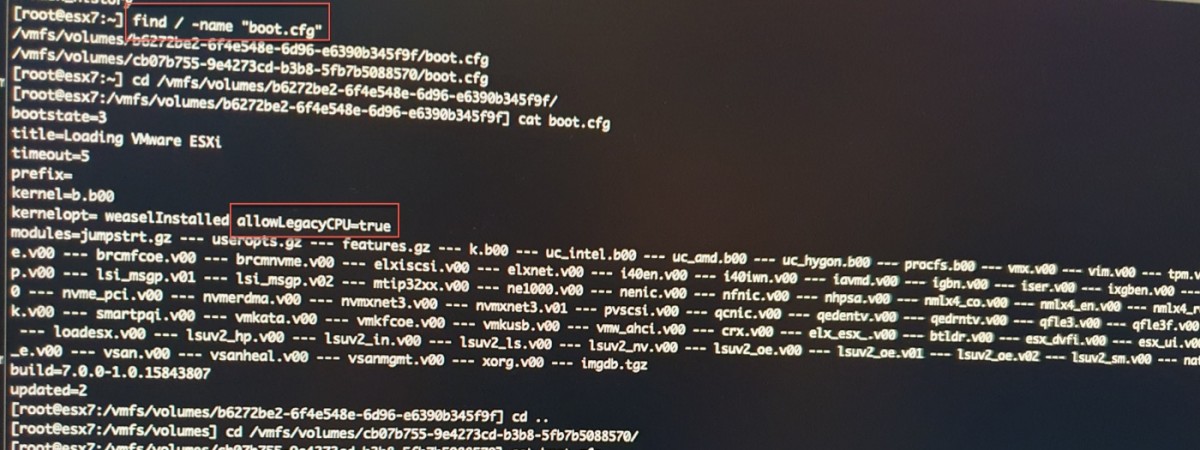 [root@esx7:~] find / -name "boot.cfg"
/vmfs/volumes/b6272be2-6f4e548e-6d96-e6390b345f9f/boot.cfg
/vmfs/volumes/cb07b755-9e4273cd-b3b8-5fb7b5088570/boot.cfg
[root@esx7:~] cd /vmfs/volumes/b6272be2-6f4e548e-6d96-e6390b345f9f/
[root@esx7:/vmfs/volumes/b6272be2-6f4e548e-6d96-e6390b345f9f] cat boot.cfg
bootstate=3
title=Loading VMware ESXi
timeout=5
prefix=
kernel=b.b00
kernelopt= weaselInstalled allowLegacyCPU=true
modules=jumpstrt.gz --- useropts.gz --- features.gz --- k.b00 --- uc_intel.b00 --- uc_amd.b00 --- uc_hygon.b00 --- procfs.b00 --- vmx.v00 --- vim.v00 --- tpm.v
e.v00 --- brcmfcoe.v00 --- brcmnvme.v00 --- elxiscsi.v00 --- elxnet.v00 --- i40en.v00 --- i40iwn.v00 --- iavmd.v00 --- igbn.v00 --- iser.v00 --- ixgben.v00 ---
p.v00 --- lsi_msgp.v01 --- lsi_msgp.v02 --- mtip32xx.v00 --- ne1000.v00 --- nenic.v00 --- nfnic.v00 --- nhpsa.v00 --- nmlx4_co.v00 --- nmlx4_en.v00 --- nmlx4_
0 --- nvme_pci.v00 --- nvmerdma.v00 --- nvmxnet3.v00 --- nvmxnet3.v01 --- pvscsi.v00 --- qcnic.v00 --- qedentv.v00 --- qedrntv.v00 --- qfle3.v00 --- qfle3f.v00
k.v00 --- smartpqi.v00 --- vmkata.v00 --- vmkfcoe.v00 --- vmkusb.v00 --- vmw_ahci.v00 --- crx.v00 --- elx_esx_.v00 --- btldr.v00 --- esx_dvfi.v00 --- esx_ui.v00
--- loadesx.v00 --- lsuv2_hp.v00 --- lsuv2_in.v00 --- lsuv2_ls.v00 --- lsuv2_nv.v00 --- lsuv2_oe.v00 --- lsuv2_oe.v01 --- lsuv2_oe.v02 --- lsuv2_sm.v00 --- nat
_e.v00 --- vsan.v00 --- vsanheal.v00 --- vsanmgmt.v00 --- xorg.v00 --- imgdb.tgz
build=7.0.0-1.0.15843807
updated=2
[root@esx7:/vmfs/volumes/b6272be2-6f4e548e-6d96-e6390b345f9f] cd ..
[root@esx7:/vmfs/volumes] cd /vmfs/volumes/cb07b755-9e4273cd-b3b8-5fb7b5088570/